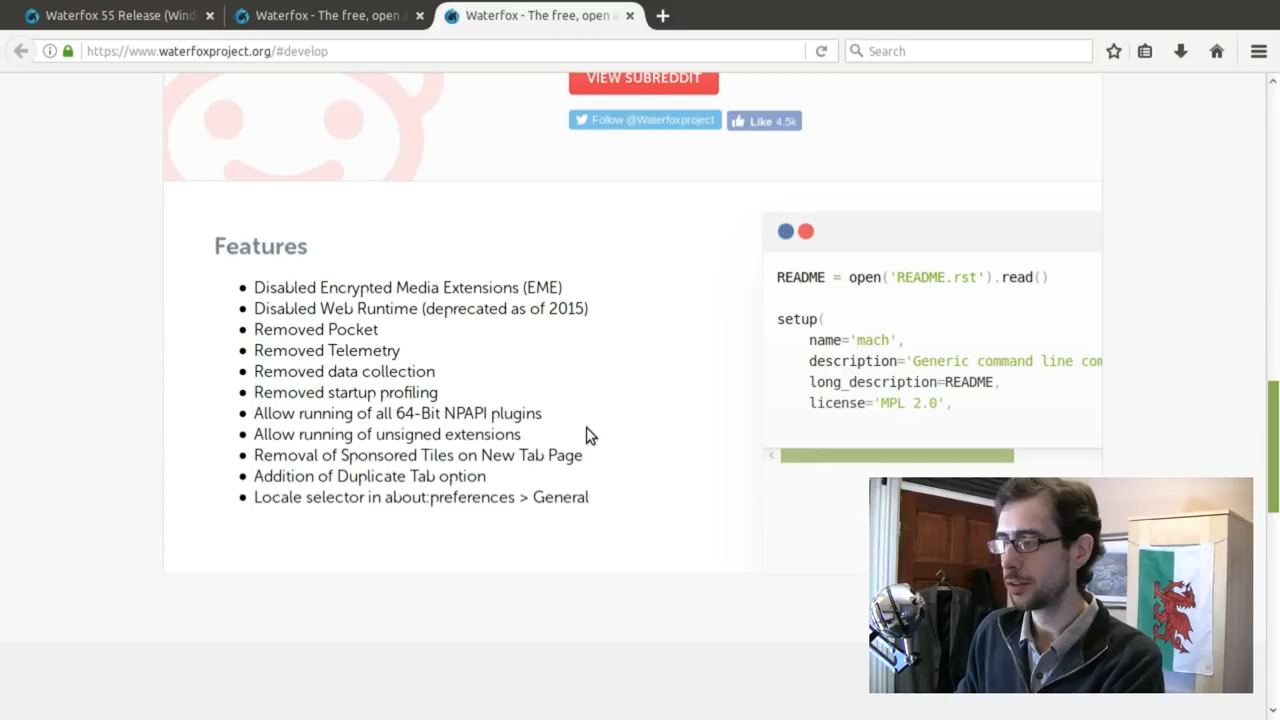 Waterfox 55 Release (Wind
Waterfox - The free, open a
Waterfox - The free, open a
https://www.waterfoxproject.org/#develop
Search
VIEW SUBREDDIT
Follow @Waterfoxproject
Like 4.5k
Features
Disabled Encrypted Media Extensions (EME)
Disabled Web Runtime (deprecated as of 2015)
Removed Pocket
Removed Telemetry
Removed data collection
Removed startup profiling
Allow running of all 64-Bit NPAPI plugins
Allow running of unsigned extensions
Removal of Sponsored Tiles on New Tab Page
Addition of Duplicate Tab option
Locale selector in about:preferences > General
README = open('README.rst').read()
setup(
name='mach',
description='Generic command line com
long_description=README,
license='MPL 2.0',